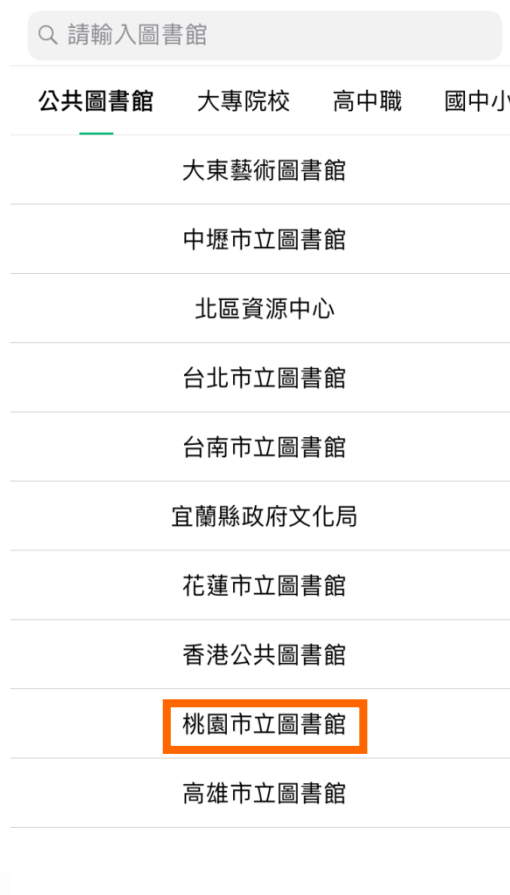 請輸入圖書館
公共圖書館 大專院校 高中職 國中小
大東藝術圖書館
中壢市立圖書館
北區資源中心
台北市立圖書館
台南市立圖書館
宜蘭縣政府文化局
花蓮市立圖書館
香港公共圖書館
桃園市立圖書館
高雄市立圖書館